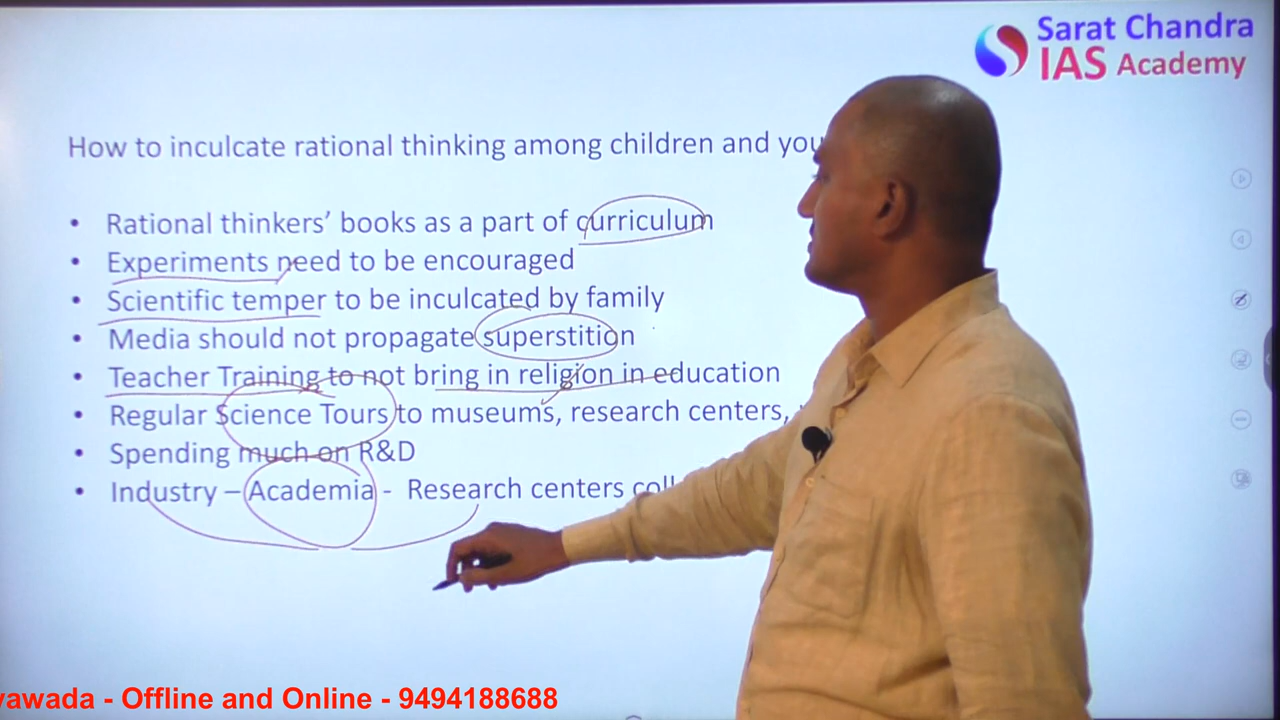 Sarat Chandra
IAS Academy
How to inculcate rational thinking among children and
• Rational thinkers’ books as a part of curriculum
• Experiments need to be encouraged
• Scientific temper to be inculcated by family
• Media should not propagate superstition
• Teacher Training to not bring in religion in education
• Regular Science Tours to museums, research centers,
• Spending much on R&D
• Industry – Academia - Research centers
- Offline and Online - 9494188688